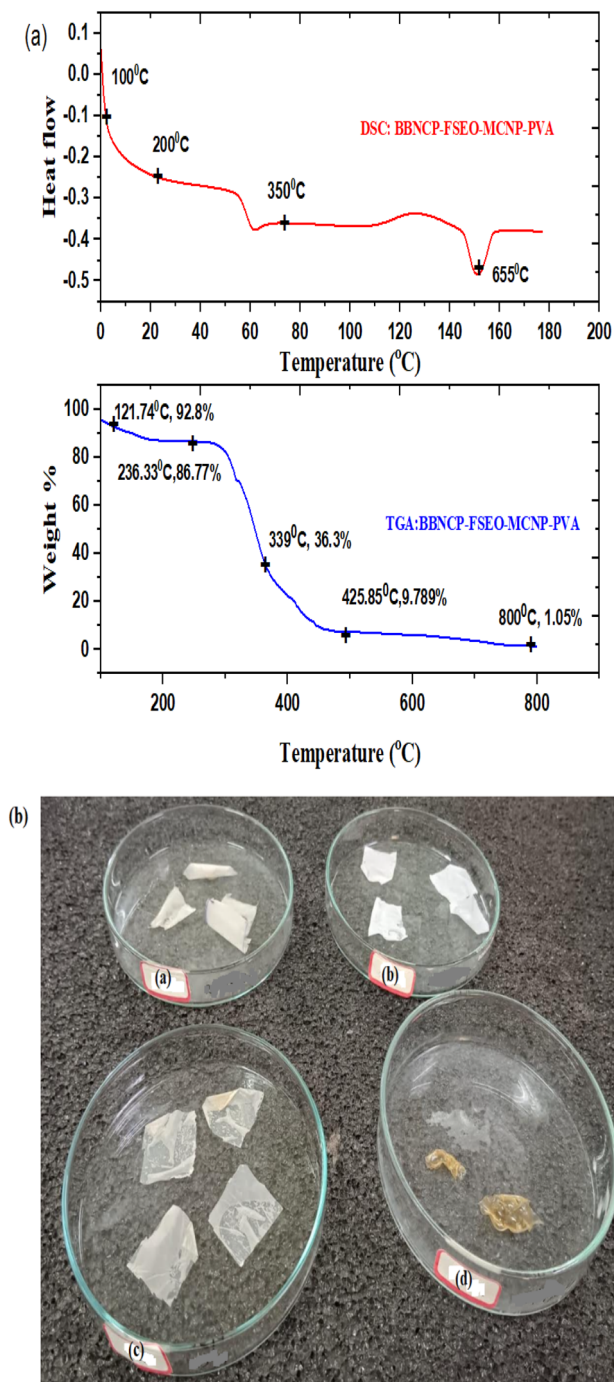 (a)
0.1
0.0
-0.1
-0.2
-0.3
-0.4
-0.5
Heat flow
100⁰C
200⁰C
350⁰C
655⁰C
DSC: BBNCP-FSEO-MCNP-PVA
0 20 40 60 80 100 120 140 160 180 200
Temperature (°C)
100
80
60
40
20
0
Weight %
121.74⁰C, 92.8%
236.33⁰C,86.77%
339⁰C, 36.3%
425.85⁰C,9.789%
800⁰C, 1.05%
TGA:BBNCP-FSEO-MCNP-PVA
200 400 600 800
Temperature (°C)
(b)
(a)
(b)
(c)
(d)